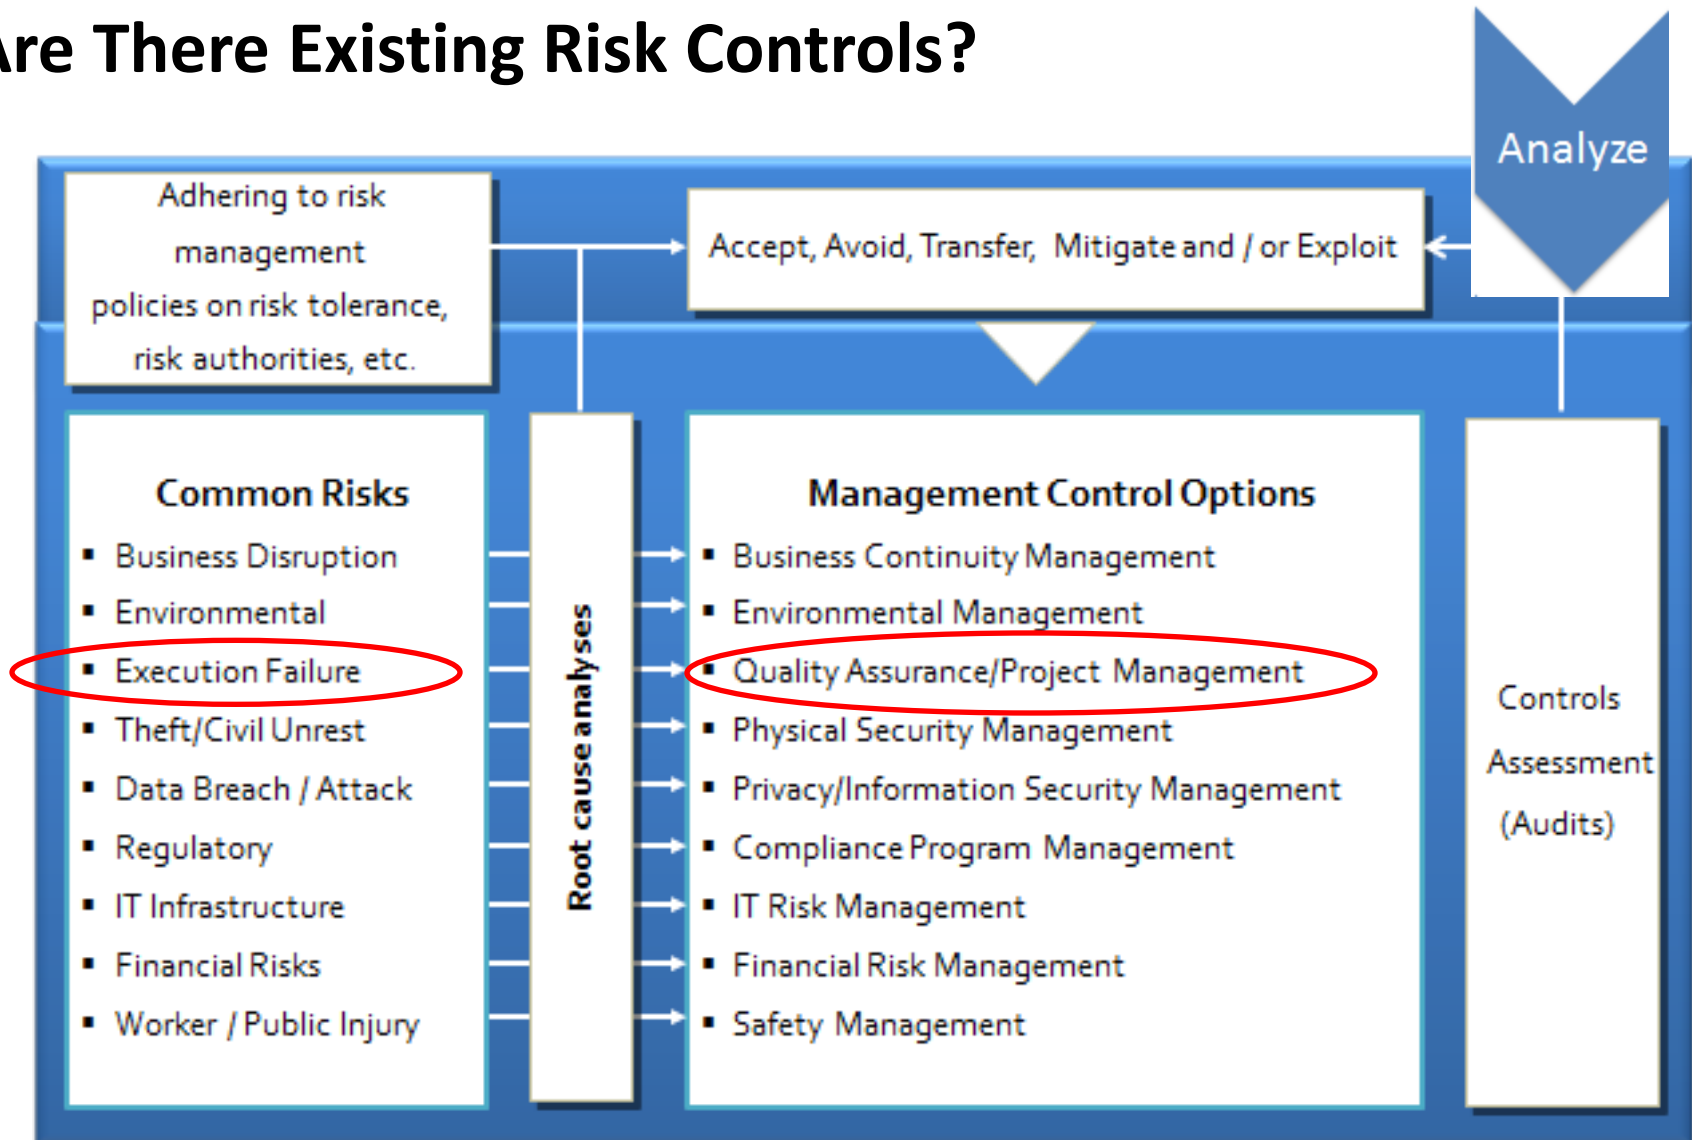 Are There Existing Risk Controls?
Analyze
Adhering to risk
management
policies on risk tolerance,
risk authorities, etc.
Accept, Avoid, Transfer, Mitigate and / or Exploit
Common Risks
▪ Business Disruption
▪ Environmental
▪ Execution Failure
▪ Theft/Civil Unrest
▪ Data Breach / Attack
▪ Regulatory
▪ IT Infrastructure
▪ Financial Risks
▪ Worker / Public Injury
Root cause analyses
Management Control Options
▪ Business Continuity Management
▪ Environmental Management
▪ Quality Assurance/Project Management
▪ Physical Security Management
▪ Privacy/Information Security Management
▪ Compliance Program Management
▪ IT Risk Management
▪ Financial Risk Management
▪ Safety Management
Controls
Assessment
(Audits)